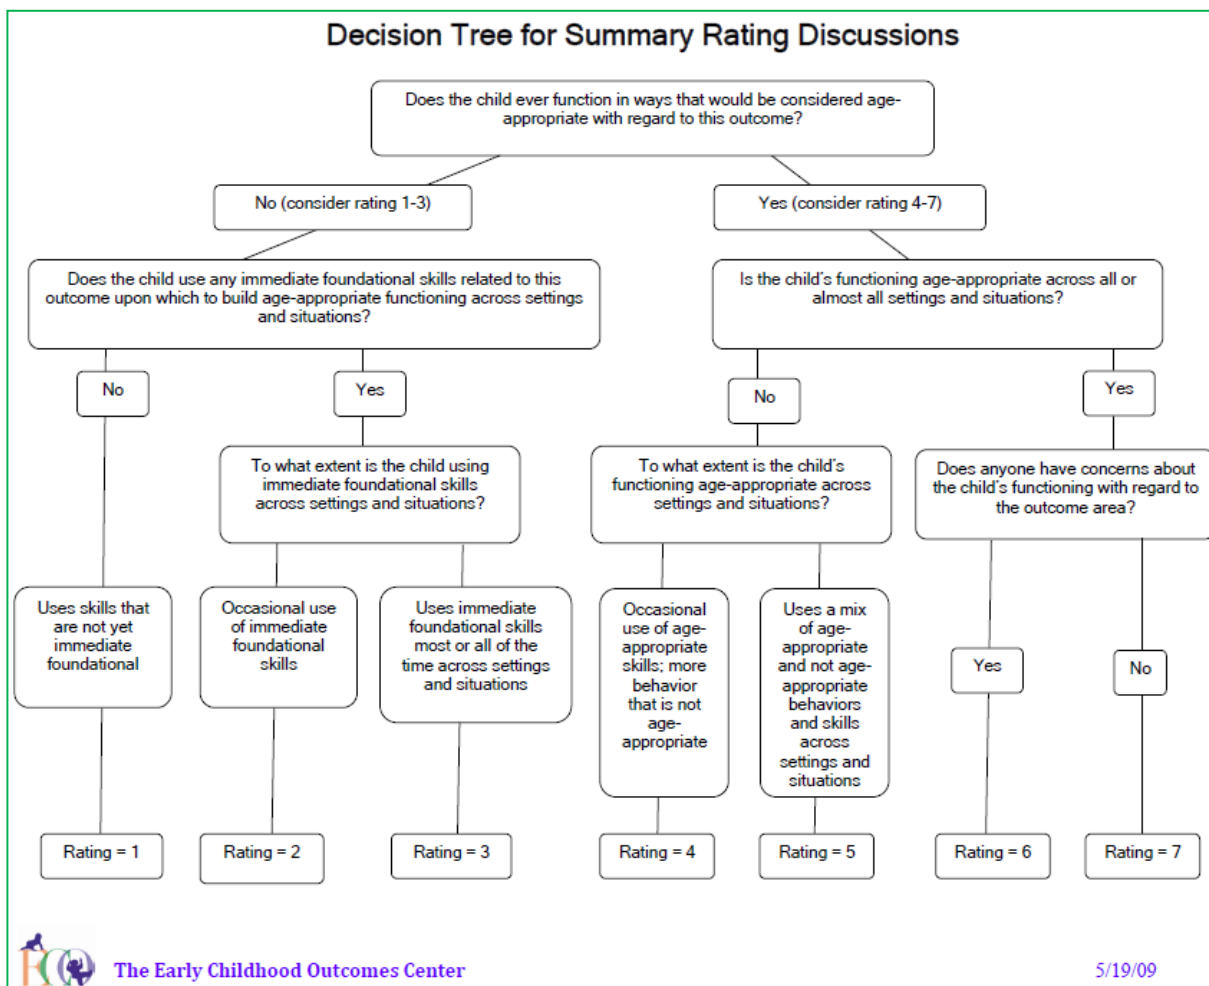 Decision Tree for Summary Rating Discussions
Does the child ever function in ways that would be considered age-
appropriate with regard to this outcome?
No (consider rating 1-3)
Yes (consider rating 4-7)
Does the child use any immediate foundational skills related to this
outcome upon which to build age-appropriate functioning across settings
and situations?
Is the child's functioning age-appropriate across all or
almost all settings and situations?
No
Yes
No
Yes
To what extent is the child using
immediate foundational skills
across settings and situations?
To what extent is the child's
functioning age-appropriate across
settings and situations?
Does anyone have concerns about
the child's functioning with regard to
the outcome area?
Uses skills that
are not yet
immediate
foundational
Occasional use
of immediate
foundational
skills
Uses immediate
foundational skills
most or all of the
time across settings
and situations
Occasional
use of age-
appropriate
skills; more
behavior
that is not
age-
appropriate
Uses a mix
of age-
appropriate
and not age-
appropriate
behaviors
and skills
across
settings and
situations
Yes
No
Rating = 1
Rating = 2
Rating = 3
Rating = 4
Rating = 5
Rating = 6
Rating = 7
ECO
The Early Childhood Outcomes Center
5/19/09